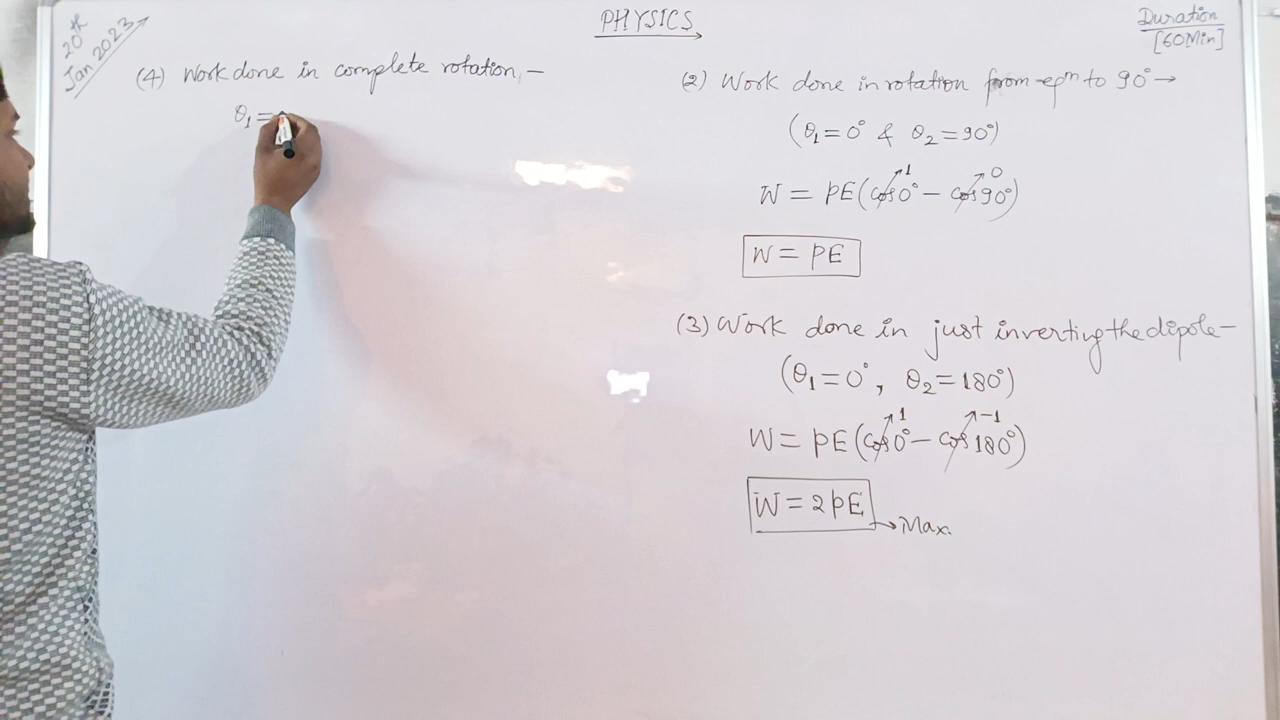 20th
Jan 2023
PHYSICS
Duration
[60Min]
(4) Work done in complete rotation, –
θ₁ =
(2) Work done in rotation from epm to 90° →
(θ₁ = 0° & θ₂ = 90°)
W = PE(cos0° – cos90°)
1
0
W = PE
(3) Work done in just inverting the dipole –
(θ₁ = 0°, θ₂ = 180°)
W = PE(cos0° – cos180°)
1
-1
W = 2PE
Max.